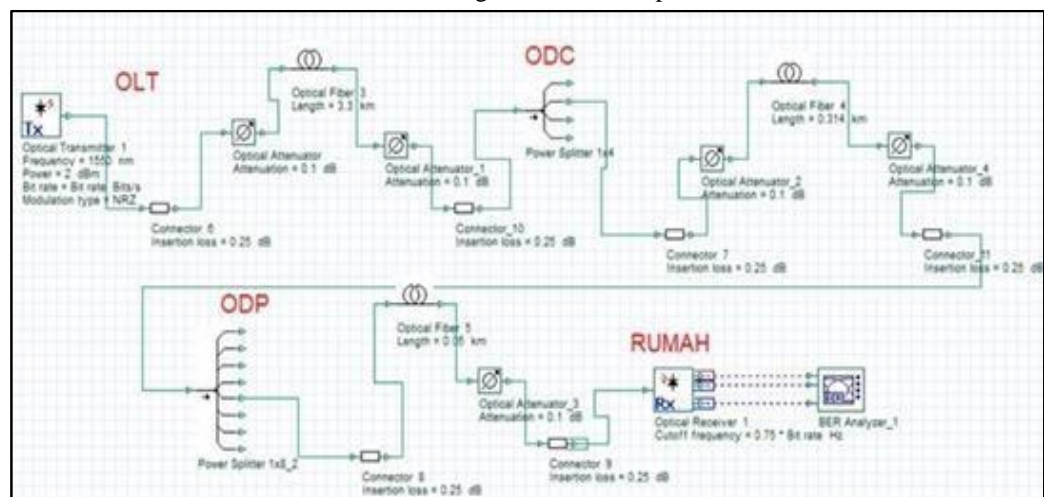 OLT
ODC
Tx
Optical Transmitter 1
Frequency = 1550 nm
Power = 2 dBm
Bit rate = Bit rate Bits/s
Modulation type = NRZ
Connector 6
Insertion loss = 0.25 dB
Optical Attenuator
Attenuation = 0.1 dB
Optical Fiber 3
Length = 3.3 km
Optical Attenuator_1
Attenuation = 0.1 dB
Connector_10
Insertion loss = 0.25 dB
Power Splitter 1x4
Connector 7
Insertion loss = 0.25 dB
Optical Attenuator_2
Attenuation = 0.1 dB
Optical Fiber 4
Length = 0.314 km
Optical Attenuator_4
Attenuation = 0.1 dB
Connector_11
Insertion loss = 0.25 dB
ODP
Power Splitter 1x8_2
Connector 8
Insertion loss = 0.25 dB
Optical Fiber 5
Length = 0.05 km
Optical Attenuator_3
Attenuation = 0.1 dB
Connector 9
Insertion loss = 0.25 dB
RUMAH
Rx
Optical Receiver 1
Cutoff frequency = 0.75 * Bit rate Hz
BER Analyzer_1